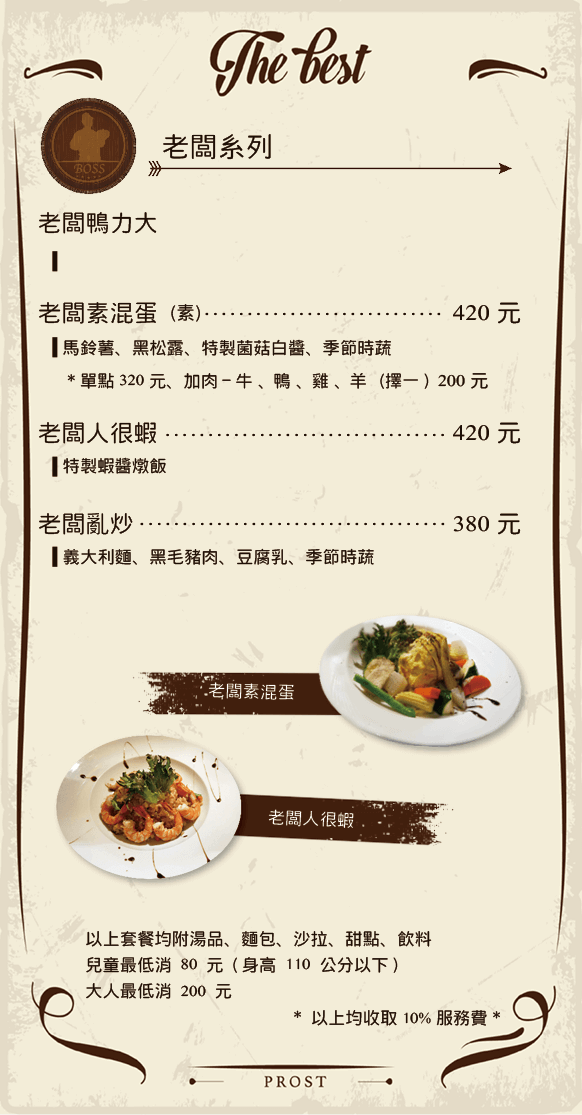 The best
BOSS
老闆系列
老闆鴨力大
老闆素混蛋 (素)·································· 420 元
馬鈴薯、黑松露、特製菌菇白醬、季節時蔬
* 單點 320 元、加肉－牛 、鴨 、雞 、羊 (擇一 ) 200 元
老闆人很蝦 ········································ 420 元
特製蝦醬燉飯
老闆亂炒 ··········································· 380 元
義大利麵、黑毛豬肉、豆腐乳、季節時蔬
老闆素混蛋
老闆人很蝦
以上套餐均附湯品、麵包、沙拉、甜點、飲料
兒童最低消 80 元 ( 身高 110 公分以下 )
大人最低消 200 元
* 以上均收取 10% 服務費 *
PROST